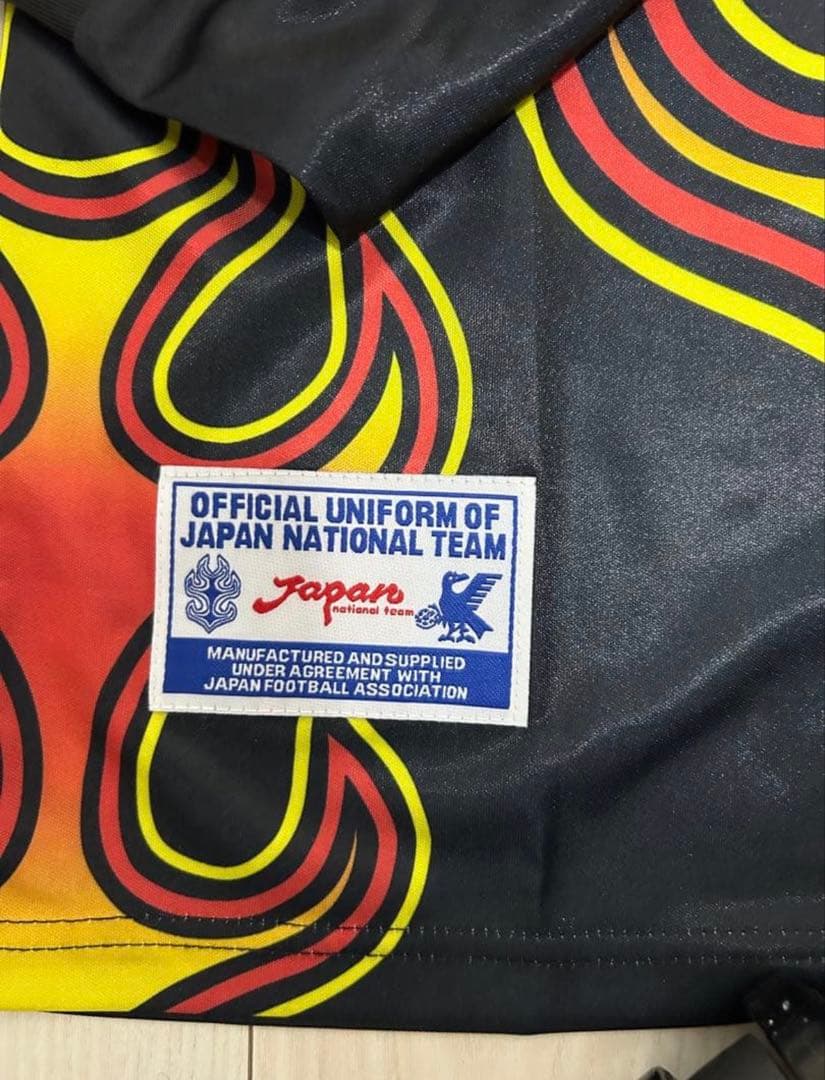 OFFICIAL UNIFORM OF
JAPAN NATIONAL TEAM
Japan
national team
MANUFACTURED AND SUPPLIED
UNDER AGREEMENT WITH
JAPAN FOOTBALL ASSOCIATION